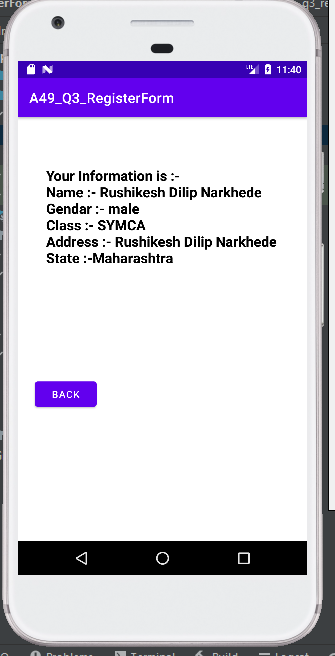 11:40
A49_Q3_RegisterForm
Your Information is :-
Name :- Rushikesh Dilip Narkhede
Gendar :- male
Class :- SYMCA
Address :- Rushikesh Dilip Narkhede
State :-Maharashtra
BACK